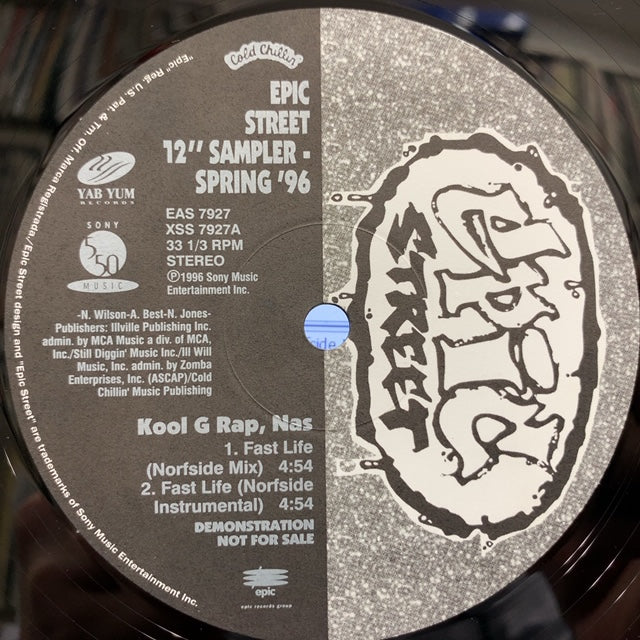 Cold Chillin'
EPIC
STREET
12" SAMPLER -
SPRING '96
YAB YUM
RECORDS
EAS 7927
XSS 7927A
33 1/3 RPM
STEREO
Ⓟ1996 Sony Music
Entertainment Inc.
SONY
550
MUSIC
-N. Wilson-A. Best-N. Jones-
Publishers: Illville Publishing Inc.
admin. by MCA Music a div. of MCA,
Inc./Still Diggin' Music Inc./Ill Will
Music, Inc. admin. by Zomba
Enterprises, Inc. (ASCAP)/Cold
Chillin' Music Publishing
Kool G Rap, Nas
1. Fast Life
(Norfside Mix) 4:54
2. Fast Life (Norfside
Instrumental) 4:54
DEMONSTRATION
NOT FOR SALE
epic
epic records group
"Epic" Reg. U.S. Pat. & Tm. Off. Marca Registrada/Epic Street design and "Epic Street" are trademarks of Sony Music Entertainment Inc.
EPIC
STREET
side